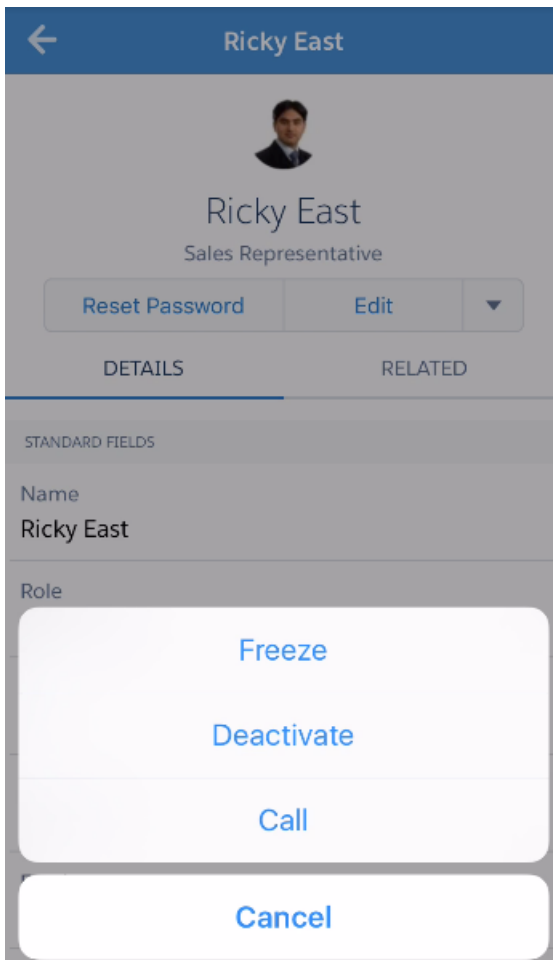 Ricky East
Ricky East
Sales Representative
Reset Password
Edit
DETAILS
RELATED
STANDARD FIELDS
Name
Ricky East
Role
Freeze
Deactivate
Call
Cancel